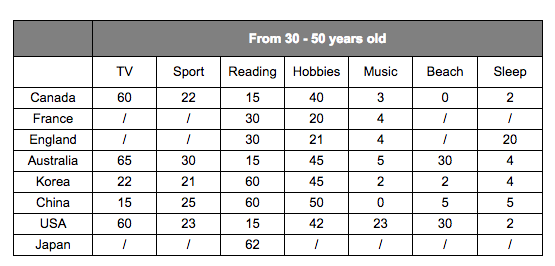 From 30 - 50 years old
TV Sport Reading Hobbies Music Beach Sleep
Canada 60 22 15 40 3 0 2
France / / 30 20 4 / /
England / / 30 21 4 / 20
Australia 65 30 15 45 5 30 4
Korea 22 21 60 45 2 2 4
China 15 25 60 50 0 5 5
USA 60 23 15 42 23 30 2
Japan / / 62 / / / /